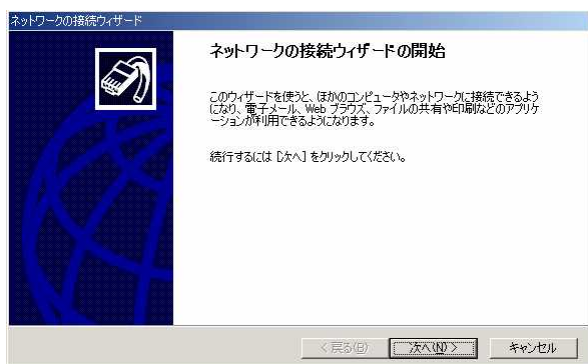 ネットワークの接続ウィザード
ネットワークの接続ウィザードの開始
このウィザードを使うと、ほかのコンピュータやネットワークに接続できるよう
になり、電子メール、Web ブラウズ、ファイルの共有や印刷などのアプリケ
ーションが利用できるようになります。
続行するには [次へ] をクリックしてください。
< 戻る(B) 次へ(N) > キャンセル